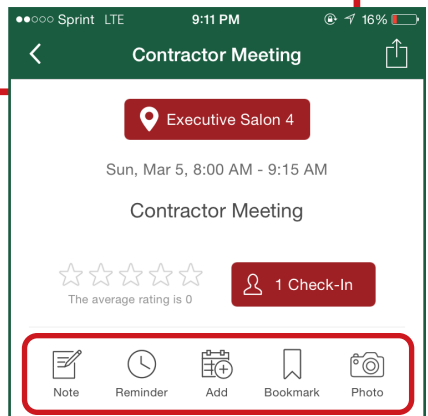 Sprint LTE 9:11 PM 16%
Contractor Meeting
Executive Salon 4
Sun, Mar 5, 8:00 AM - 9:15 AM
Contractor Meeting
1 Check-In
The average rating is 0
Note Reminder Add Bookmark Photo